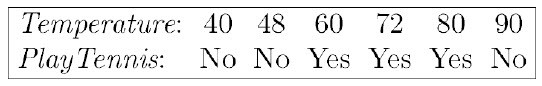 Temperature: 40 48 60 72 80 90
PlayTennis: No No Yes Yes Yes No